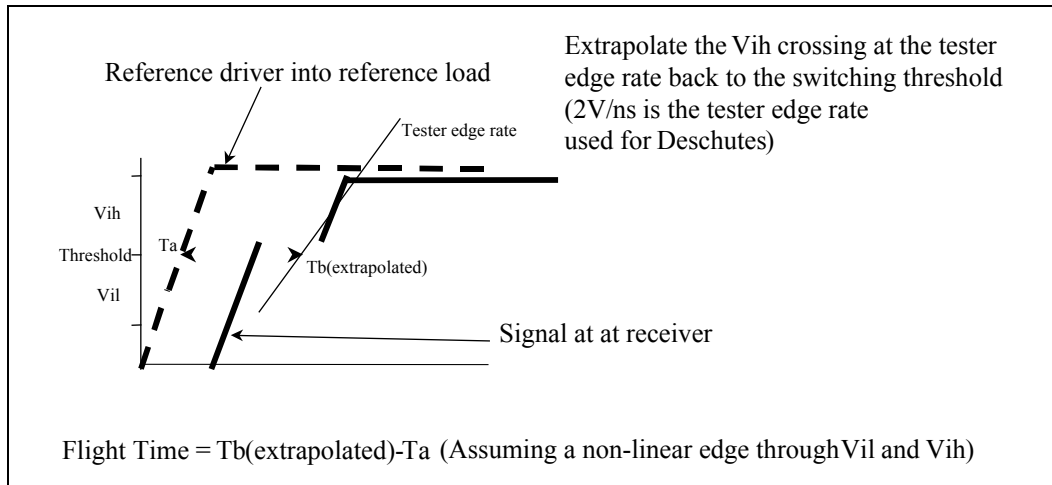 Extrapolate the Vih crossing at the tester
edge rate back to the switching threshold
(2V/ns is the tester edge rate
used for Deschutes)
Reference driver into reference load
Tester edge rate
Vih
Ta
Threshold
Tb(extrapolated)
Vil
Signal at at receiver
Flight Time = Tb(extrapolated)-Ta (Assuming a non-linear edge through Vil and Vih)